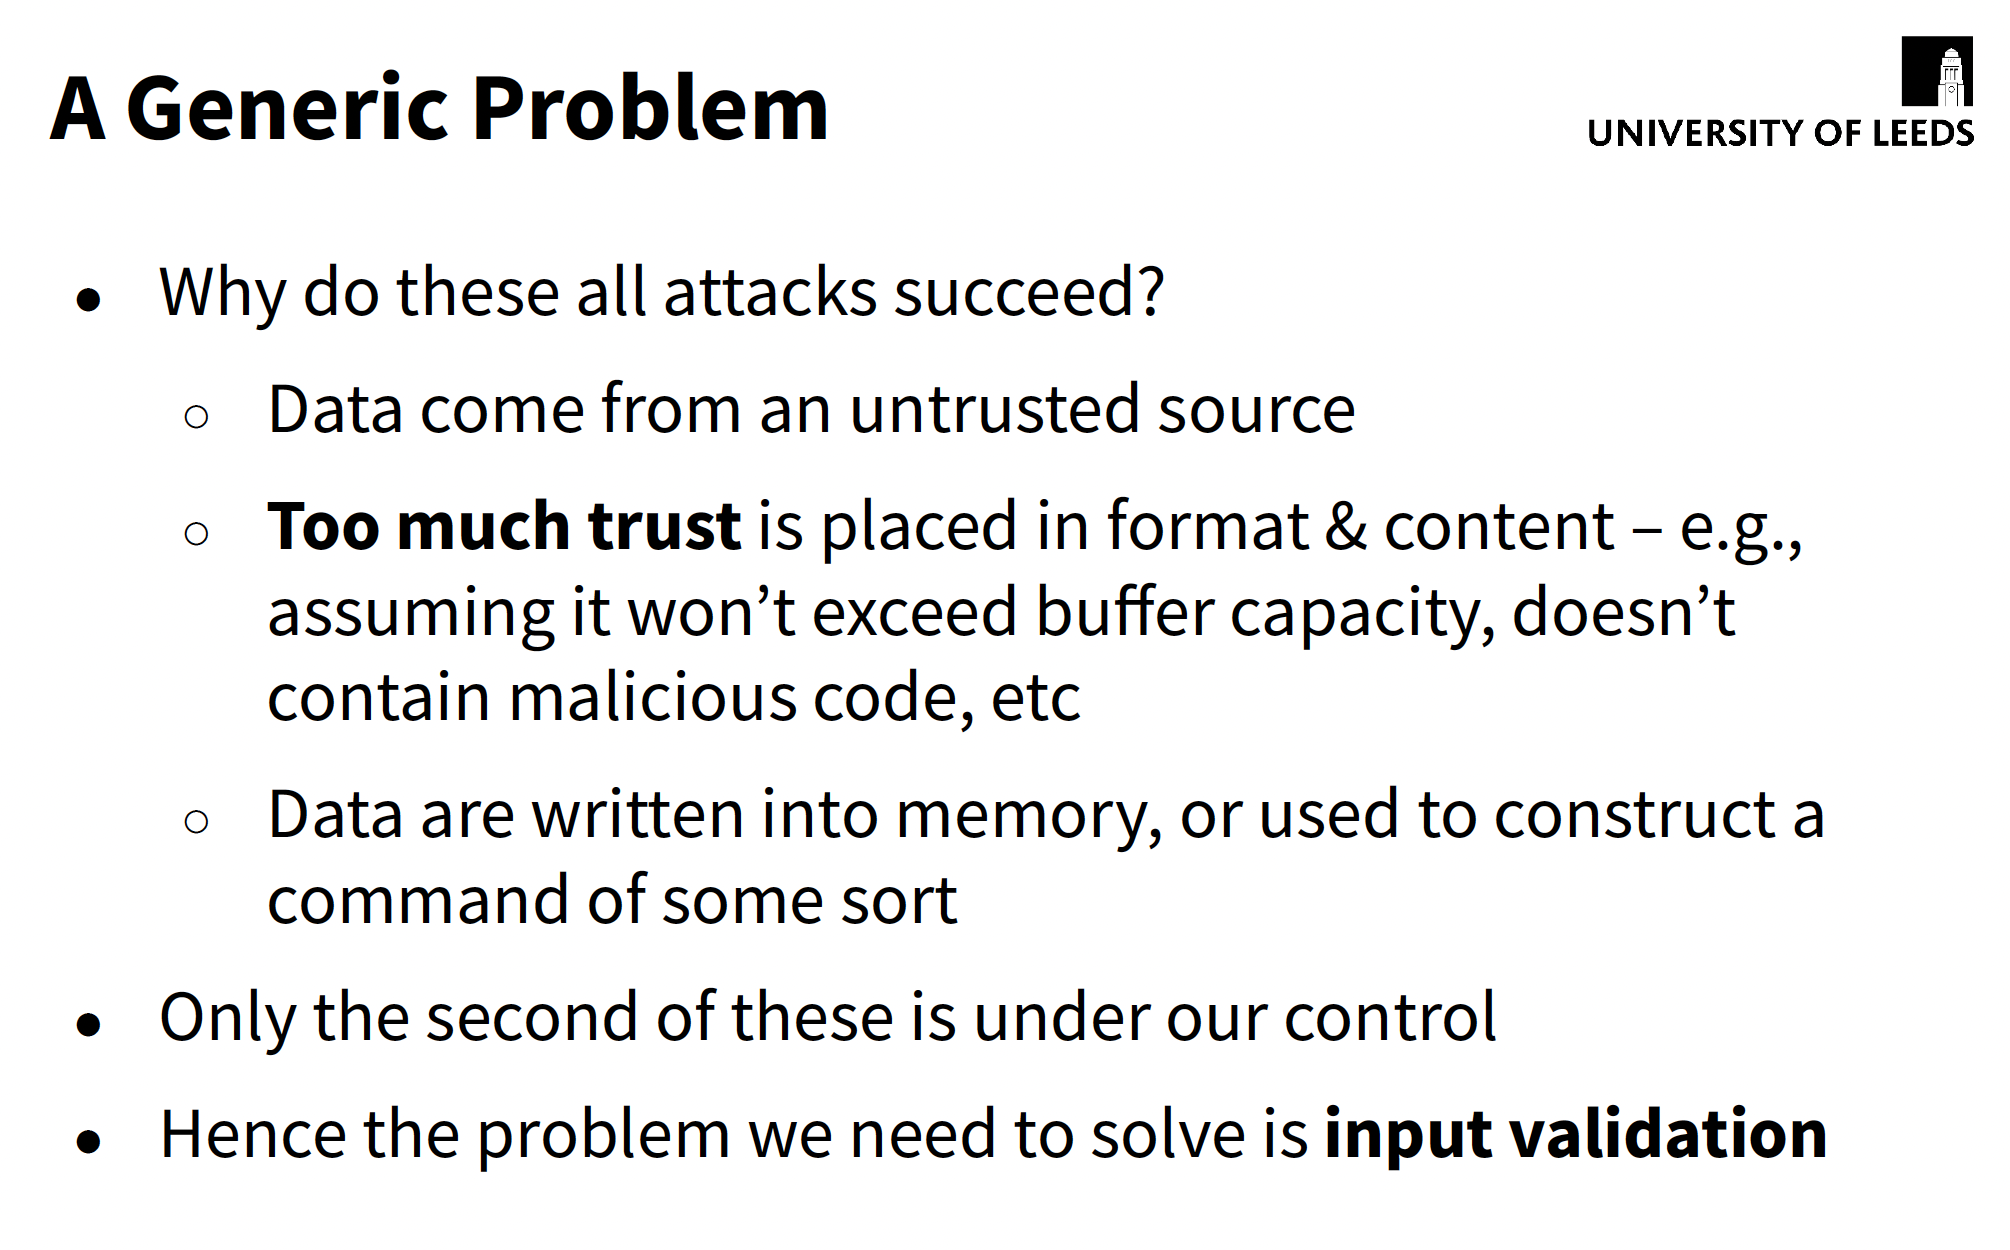 A Generic Problem
UNIVERSITY OF LEEDS
● Why do these all attacks succeed?
○ Data come from an untrusted source
○ Too much trust is placed in format & content – e.g.,
assuming it won’t exceed buffer capacity, doesn’t
contain malicious code, etc
○ Data are written into memory, or used to construct a
command of some sort
● Only the second of these is under our control
● Hence the problem we need to solve is input validation